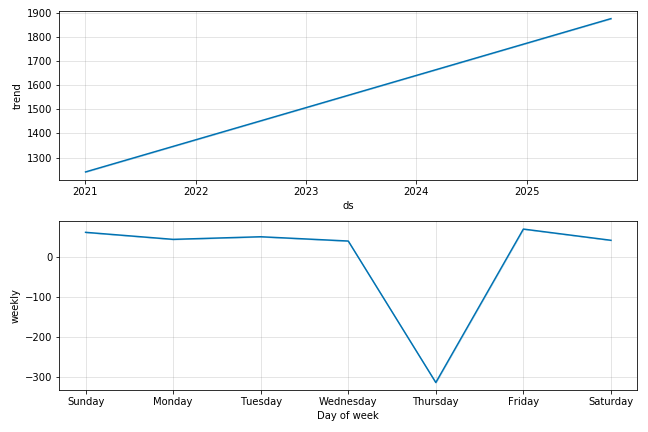 1900
1800
1700
1600
1500
1400
1300
trend
2021 2022 2023 2024 2025
ds
0
−100
−200
−300
weekly
Sunday Monday Tuesday Wednesday Thursday Friday Saturday
Day of week